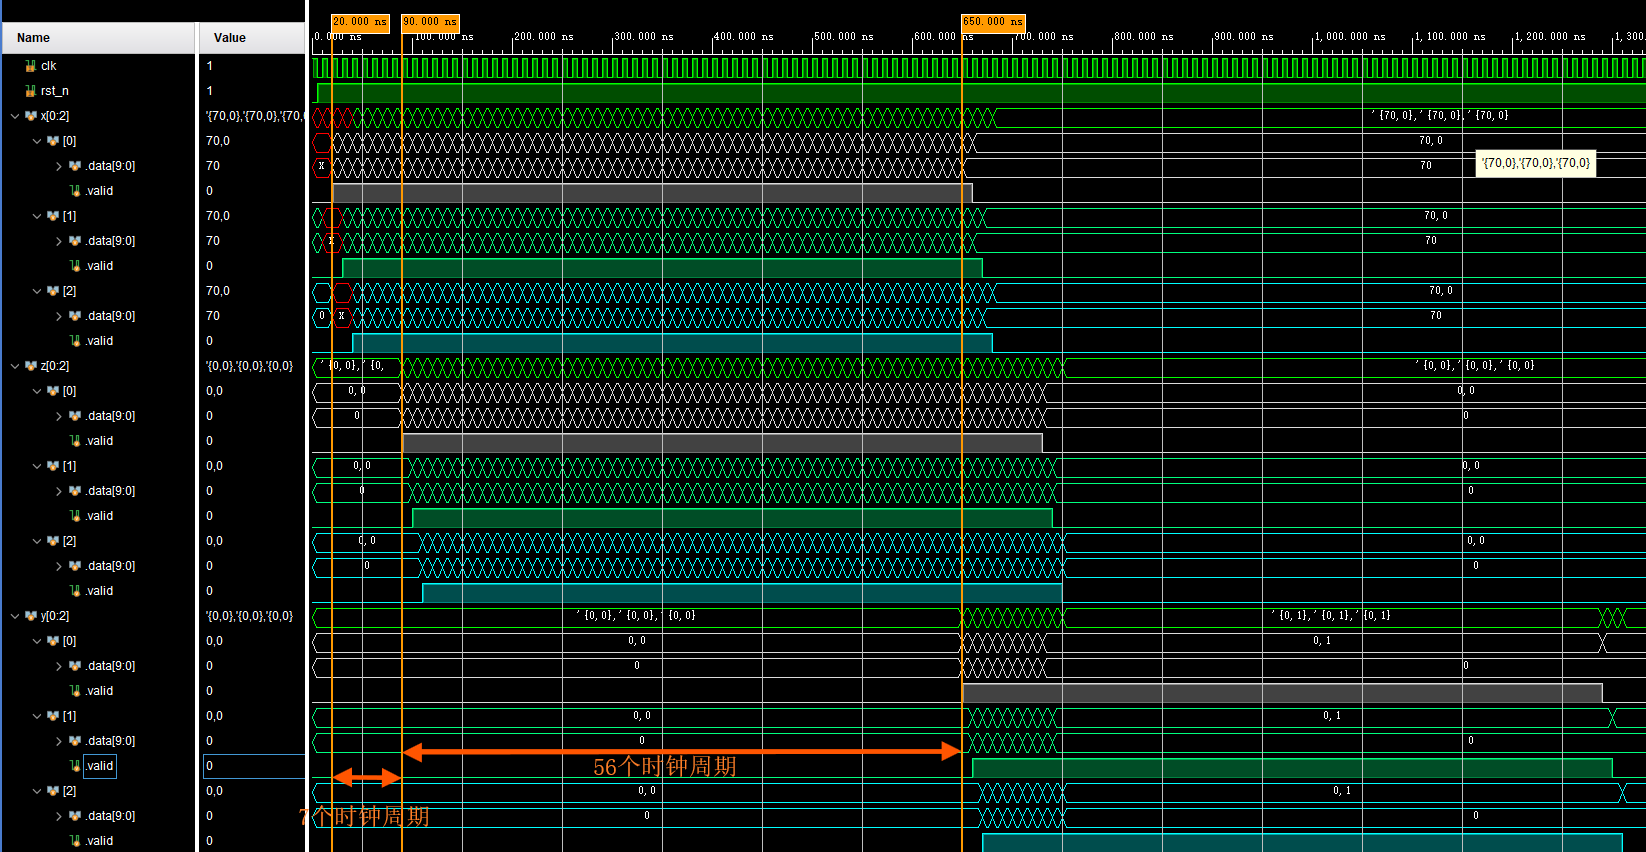 20.000 ns 90.000 ns 650.000 ns
Name Value
0.000 ns 100.000 ns 200.000 ns 300.000 ns 400.000 ns 500.000 ns 600.000 ns 700.000 ns 800.000 ns 900.000 ns 1,000.000 ns 1,100.000 ns 1,200.000 ns 1,300
clk 1
rst_n 1
x[0:2] '{70,0},'{70,0},'{70, '{70,0},'{70,0},'{70,0}
[0] 70,0 70,0
.data[9:0] 70 X 70
'{70,0},'{70,0},'{70,0}
.valid 0
[1] 70,0 70,0
.data[9:0] 70 X 70
.valid 0
[2] 70,0 70,0
.data[9:0] 70 0 X 70
.valid 0
z[0:2] '{0,0},'{0,0},'{0,0} '{0,0},'{0, '{0,0},'{0,0},'{0,0}
[0] 0,0 0,0 0,0
.data[9:0] 0 0 0
.valid 0
[1] 0,0 0,0 0,0
.data[9:0] 0 0 0
.valid 0
[2] 0,0 0,0 0,0
.data[9:0] 0 0 0
.valid 0
y[0:2] '{0,0},'{0,0},'{0,0} '{0,0},'{0,0},'{0,0} '{0,1},'{0,1},'{0,1}
[0] 0,0 0,0 0,1
.data[9:0] 0 0 0
.valid 0
[1] 0,0 0,0 0,1
.data[9:0] 0 0 0
.valid 0
56个时钟周期
[2] 0,0 0,0 0,1
.data[9:0] 0 0 0
7个时钟周期
.valid 0